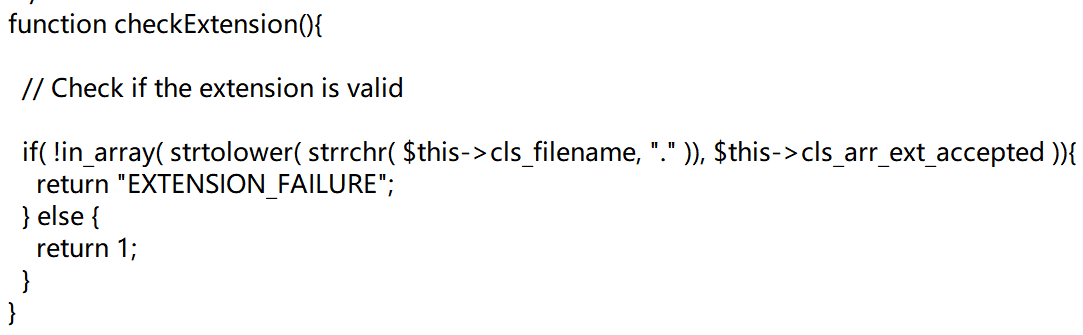 function checkExtension(){
// Check if the extension is valid
if( !in_array( strtolower( strrchr( $this->cls_filename, "." )), $this->cls_arr_ext_accepted )){
return "EXTENSION_FAILURE";
} else {
return 1;
}
}